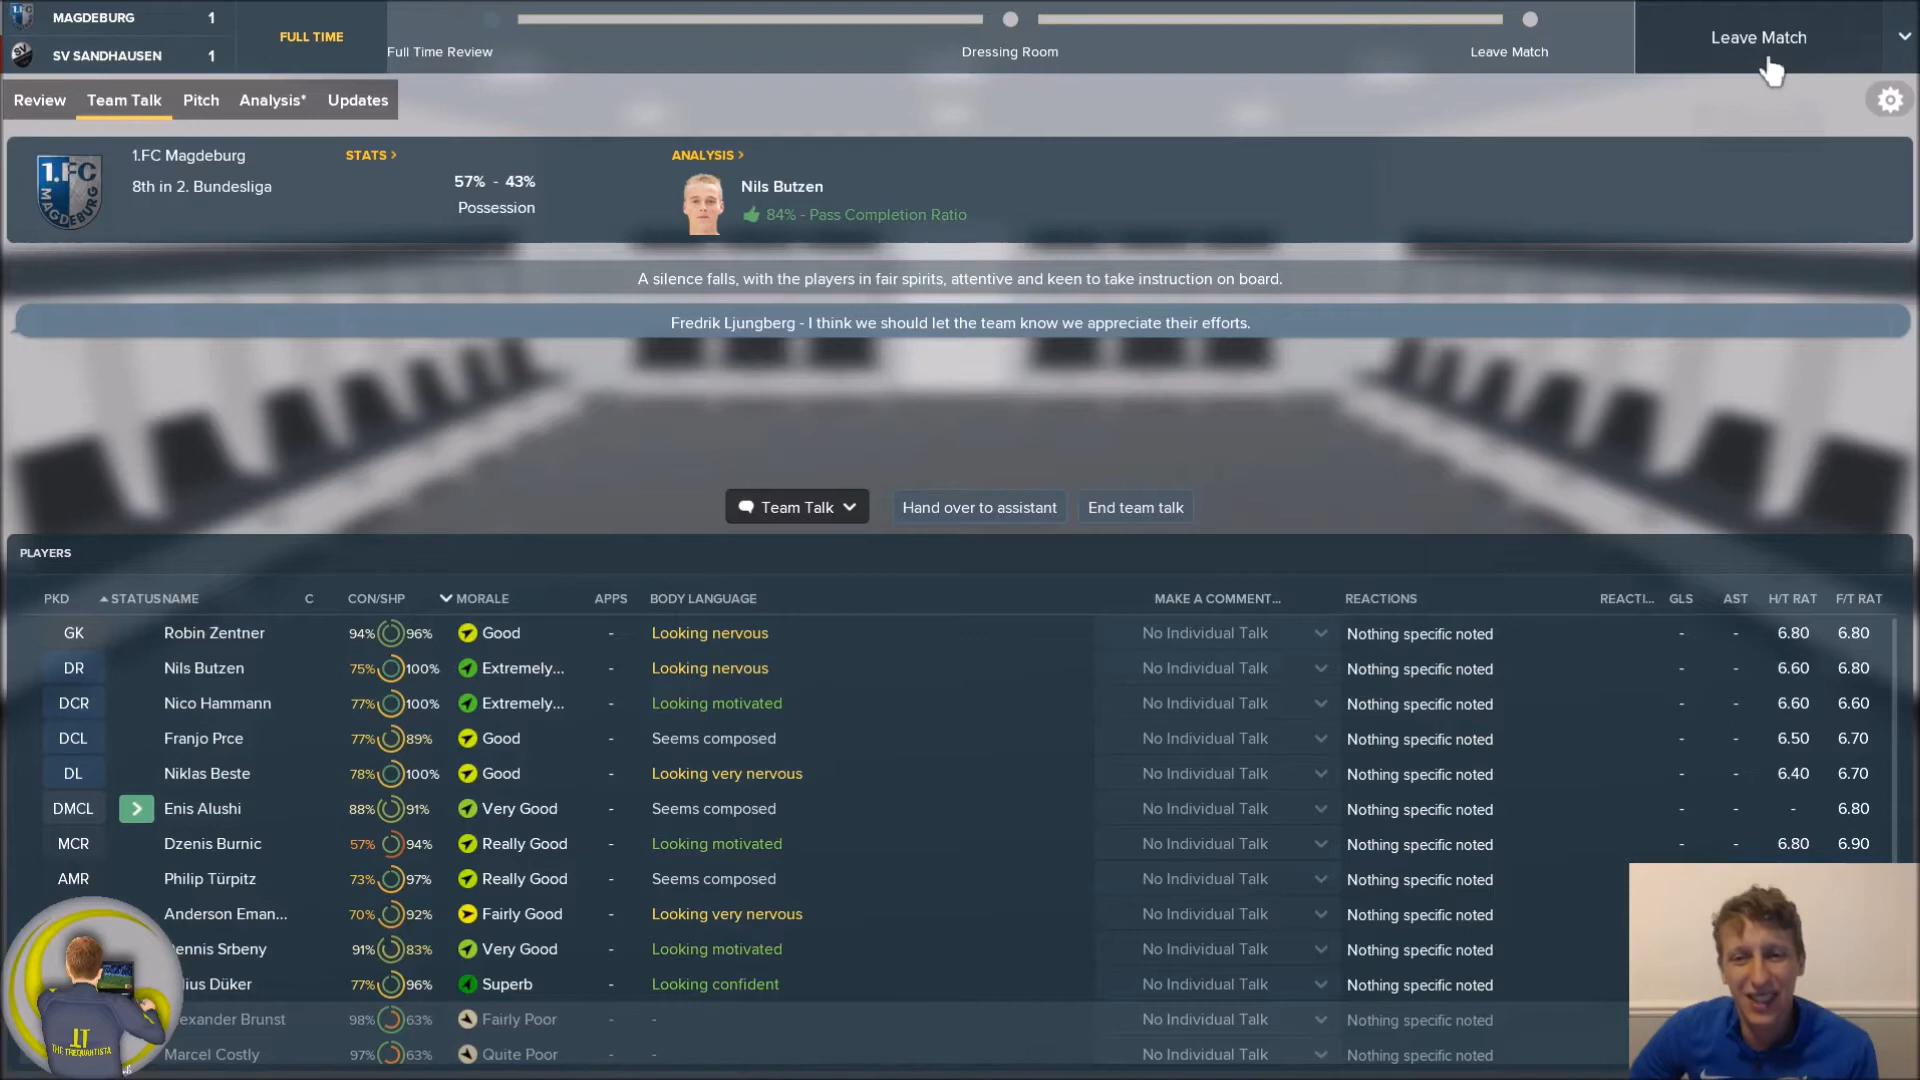 MAGDEBURG 1
SV SANDHAUSEN 1
FULL TIME
Full Time Review
Dressing Room
Leave Match
Leave Match
Review Team Talk Pitch Analysis* Updates
1.FC Magdeburg
8th in 2. Bundesliga
1.FC
MAGDEBURG
STATS >
57% - 43%
Possession
ANALYSIS >
Nils Butzen
84% - Pass Completion Ratio
A silence falls, with the players in fair spirits, attentive and keen to take instruction on board.
Fredrik Ljungberg - I think we should let the team know we appreciate their efforts.
Team Talk Hand over to assistant End team talk
PLAYERS
PKD STATUS NAME C CON/SHP MORALE APPS BODY LANGUAGE MAKE A COMMENT... REACTIONS REACTI... GLS AST H/T RAT F/T RAT
GK Robin Zentner 94% 96% Good - Looking nervous No Individual Talk Nothing specific noted - - 6.80 6.80
DR Nils Butzen 75% 100% Extremely... - Looking nervous No Individual Talk Nothing specific noted - - 6.60 6.80
DCR Nico Hammann 77% 100% Extremely... - Looking motivated No Individual Talk Nothing specific noted - - 6.60 6.60
DCL Franjo Prce 77% 89% Good - Seems composed No Individual Talk Nothing specific noted - - 6.50 6.70
DL Niklas Beste 78% 100% Good - Looking very nervous No Individual Talk Nothing specific noted - - 6.40 6.70
DMCL Enis Alushi 88% 91% Very Good - Seems composed No Individual Talk Nothing specific noted - - - 6.80
MCR Dzenis Burnic 57% 94% Really Good - Looking motivated No Individual Talk Nothing specific noted - - 6.80 6.90
AMR Philip Türpitz 73% 97% Really Good - Seems composed No Individual Talk Nothing specific noted
Anderson Eman... 70% 92% Fairly Good - Looking very nervous No Individual Talk Nothing specific noted
ennis Srbeny 91% 83% Very Good - Looking motivated No Individual Talk Nothing specific noted
lius Düker 77% 96% Superb - Looking confident No Individual Talk Nothing specific noted
exander Brunst 98% 63% Fairly Poor - - No Individual Talk Nothing specific noted
Marcel Costly 97% 63% Quite Poor - - No Individual Talk Nothing specific noted
THE TREQUARTISTA